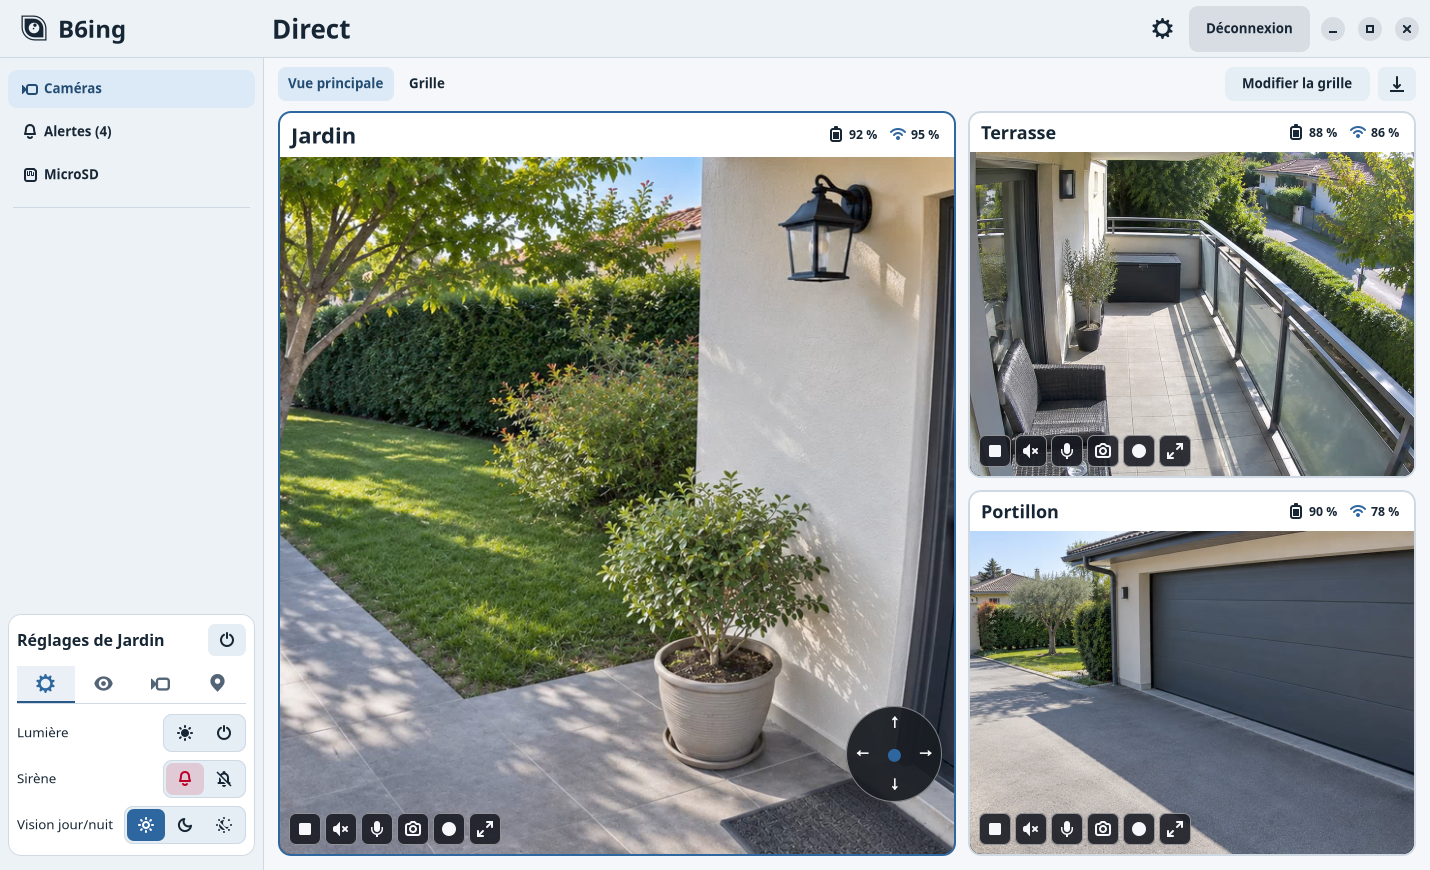 B6ing
Direct
Déconnexion
Caméras
Alertes (4)
MicroSD
Vue principale
Grille
Modifier la grille
Jardin
92 %
95 %
Terrasse
88 %
86 %
Portillon
90 %
78 %
Réglages de Jardin
Lumière
Sirène
Vision jour/nuit